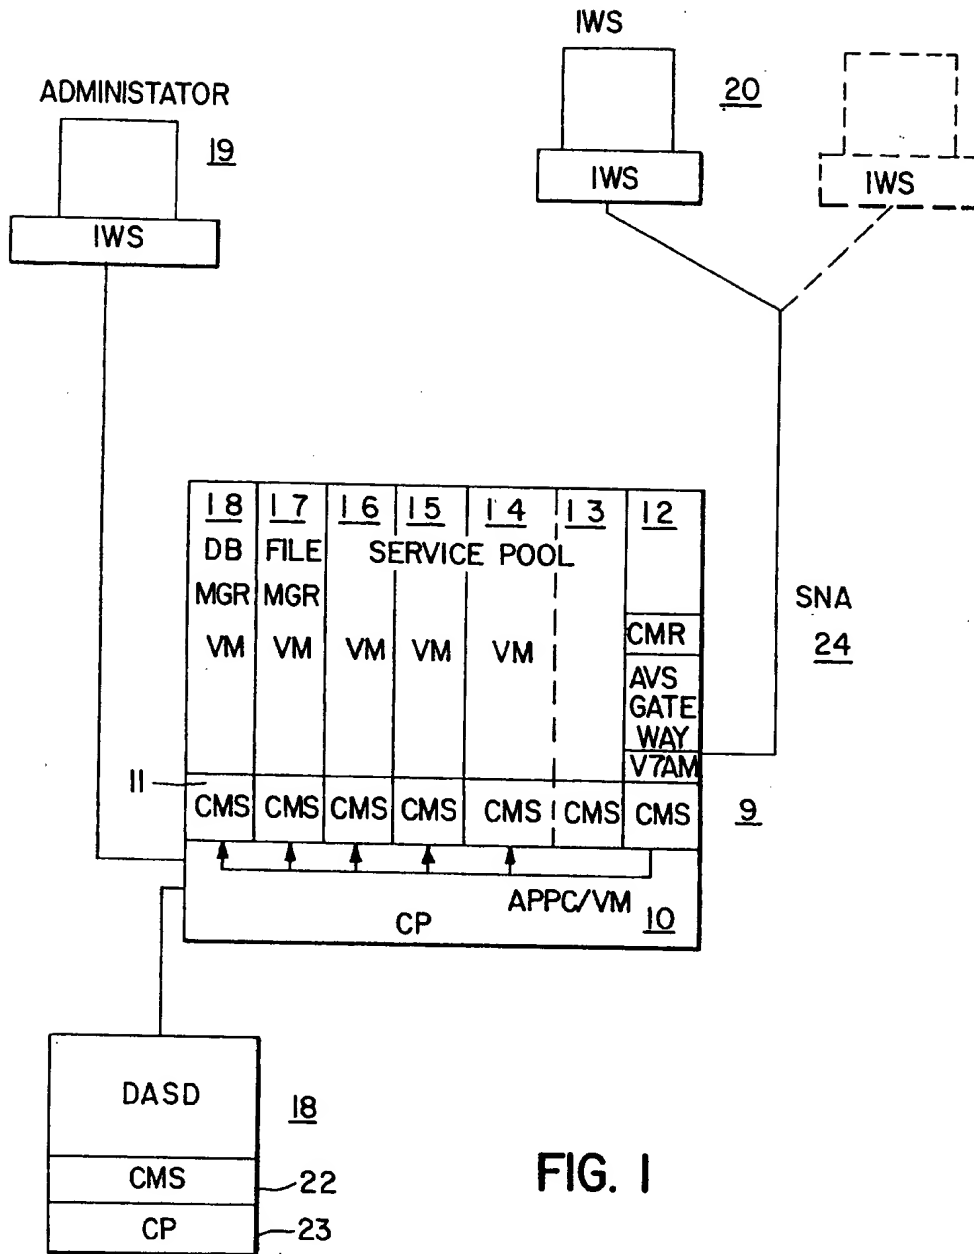 IWS
ADMINISTATOR
19
20
IWS
IWS
IWS
18 17 16 15 14 13 12
DB FILE SERVICE POOL
MGR MGR
VM VM VM VM VM
CMR
AVS
GATE
WAY
V7AM
SNA
24
11
CMS CMS CMS CMS CMS CMS CMS
9
APPC/VM
CP
10
DASD
18
CMS
22
CP
23
FIG. 1